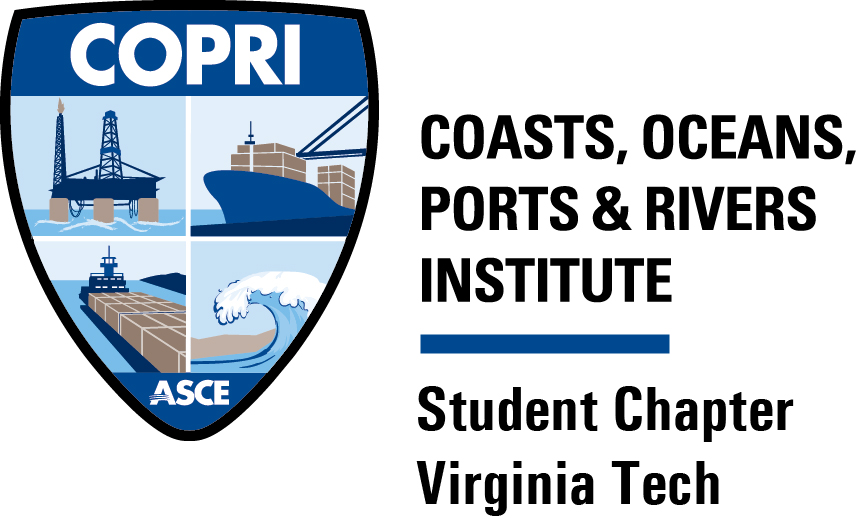 COPRI
ASCE
COASTS, OCEANS,
PORTS & RIVERS
INSTITUTE
Student Chapter
Virginia Tech